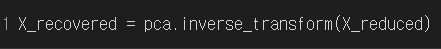 1 X_recovered = pca.inverse_transform(X_reduced)